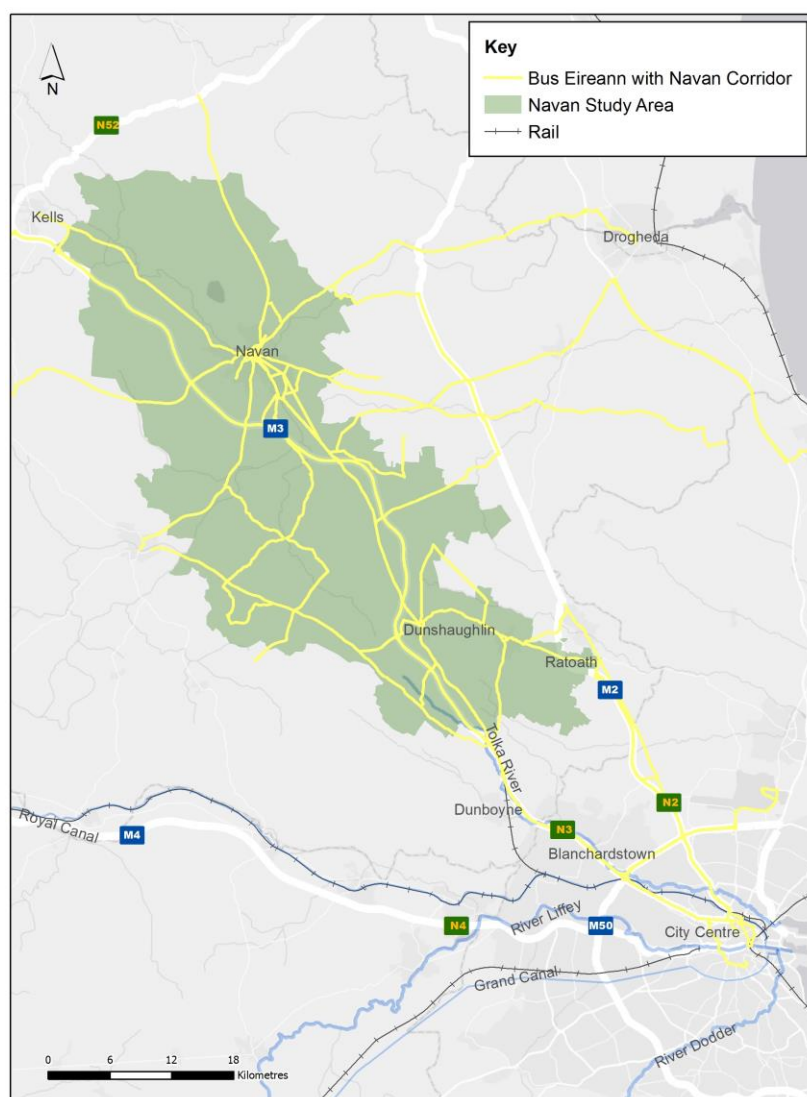 Key
Bus Eireann with Navan Corridor
Navan Study Area
Rail
N
N52
Kells
Drogheda
Navan
M3
Dunshaughlin
Ratoath
M2
Tolka River
Dunboyne
N2
N3
Royal Canal
M4
Blanchardstown
River Liffey
N4
M50
City Centre
Grand Canal
River Dodder
0 6 12 18
Kilometres